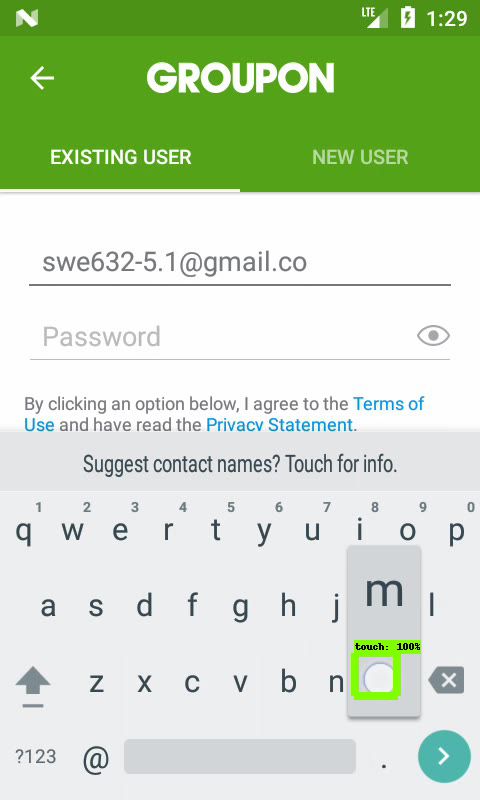 LTE 1:29
GROUPON
EXISTING USER NEW USER
swe632-5.1@gmail.co
Password
By clicking an option below, I agree to the Terms of
Use and have read the Privacy Statement.
Suggest contact names? Touch for info.
1 2 3 4 5 6 7 8 9 0
q w e r t y u i o p
m
a s d f g h j l
touch: 100%
z x c v b n
?123 @ .